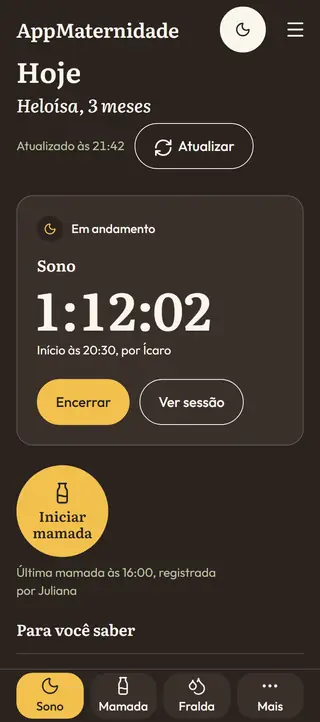 AppMaternidade
Hoje
Heloísa, 3 meses
Atualizado às 21:42
Atualizar
Em andamento
Sono
1:12:02
Início às 20:30, por Ícaro
Encerrar
Ver sessão
Iniciar
mamada
Última mamada às 16:00, registrada
por Juliana
Para você saber
Sono
Mamada
Fralda
Mais